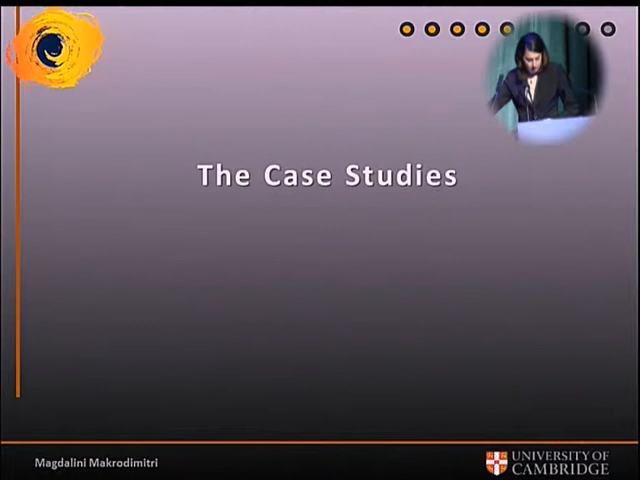 The Case Studies
Magdalini Makrodimitri
UNIVERSITY OF
CAMBRIDGE